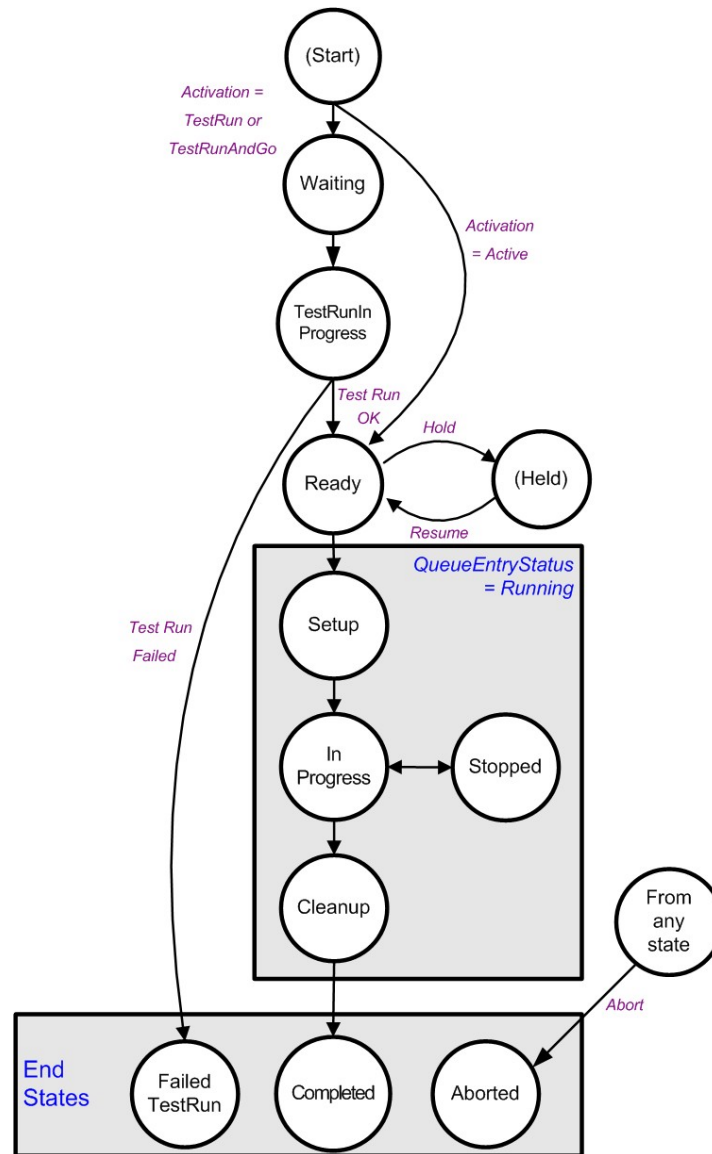 (Start)
Activation =
TestRun or
TestRunAndGo
Waiting
Activation
= Active
TestRunIn
Progress
Test Run
OK
Hold
Ready
(Held)
Resume
QueueEntryStatus
= Running
Setup
Test Run
Failed
In
Progress
Stopped
Cleanup
From
any
state
Abort
End
States
Failed
TestRun
Completed
Aborted